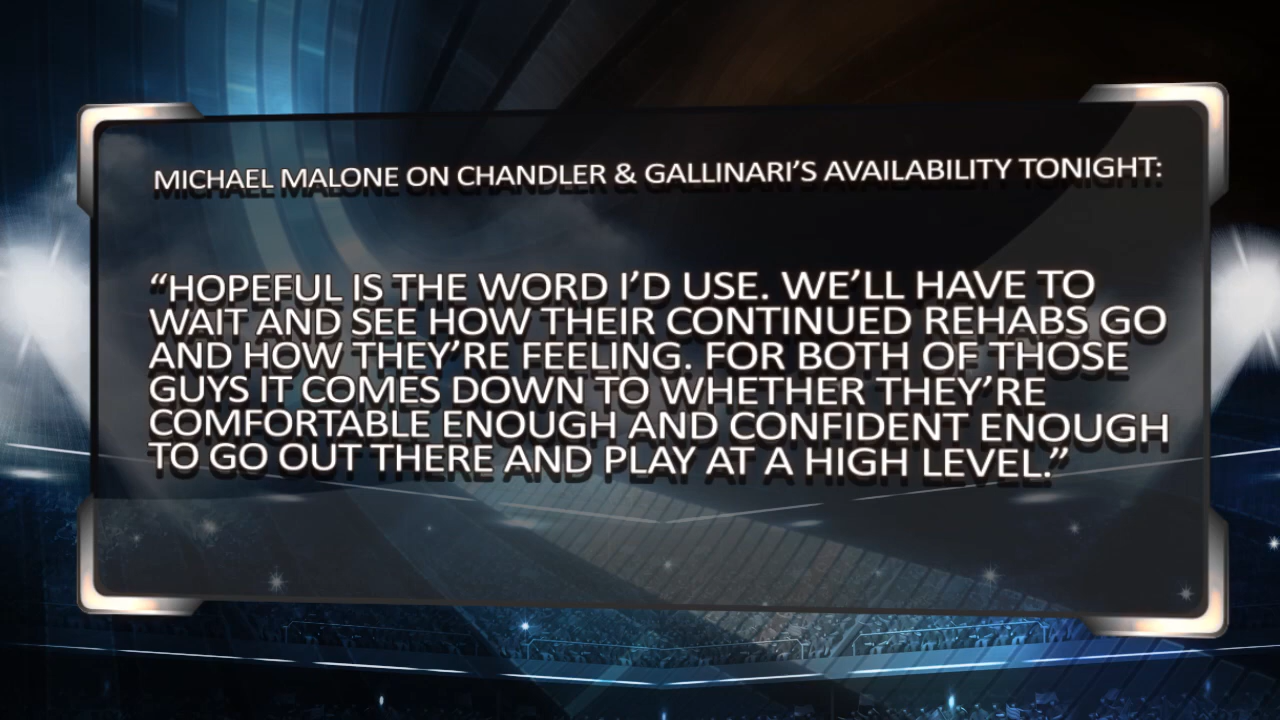 MICHAEL MALONE ON CHANDLER & GALLINARI’S AVAILABILITY TONIGHT:
“HOPEFUL IS THE WORD I’D USE. WE’LL HAVE TO
WAIT AND SEE HOW THEIR CONTINUED REHABS GO
AND HOW THEY’RE FEELING. FOR BOTH OF THOSE
GUYS IT COMES DOWN TO WHETHER THEY’RE
COMFORTABLE ENOUGH AND CONFIDENT ENOUGH
TO GO OUT THERE AND PLAY AT A HIGH LEVEL.”